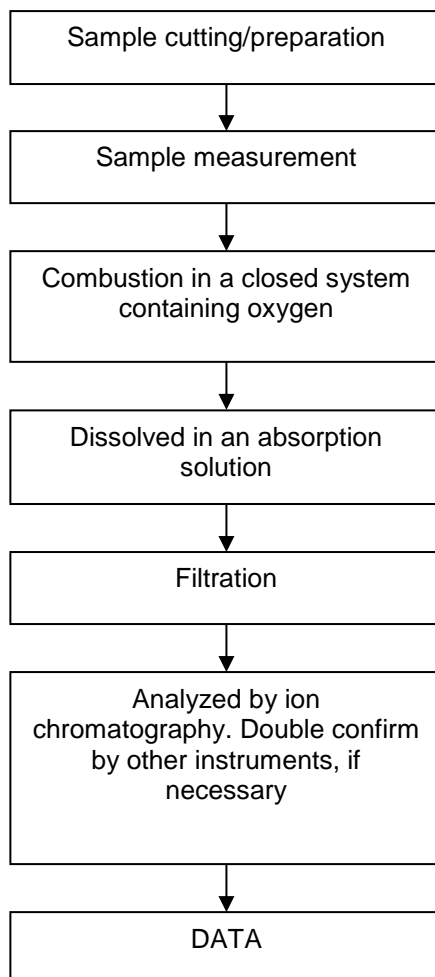 Sample cutting/preparation
Sample measurement
Combustion in a closed system
containing oxygen
Dissolved in an absorption
solution
Filtration
Analyzed by ion
chromatography. Double confirm
by other instruments, if
necessary
DATA